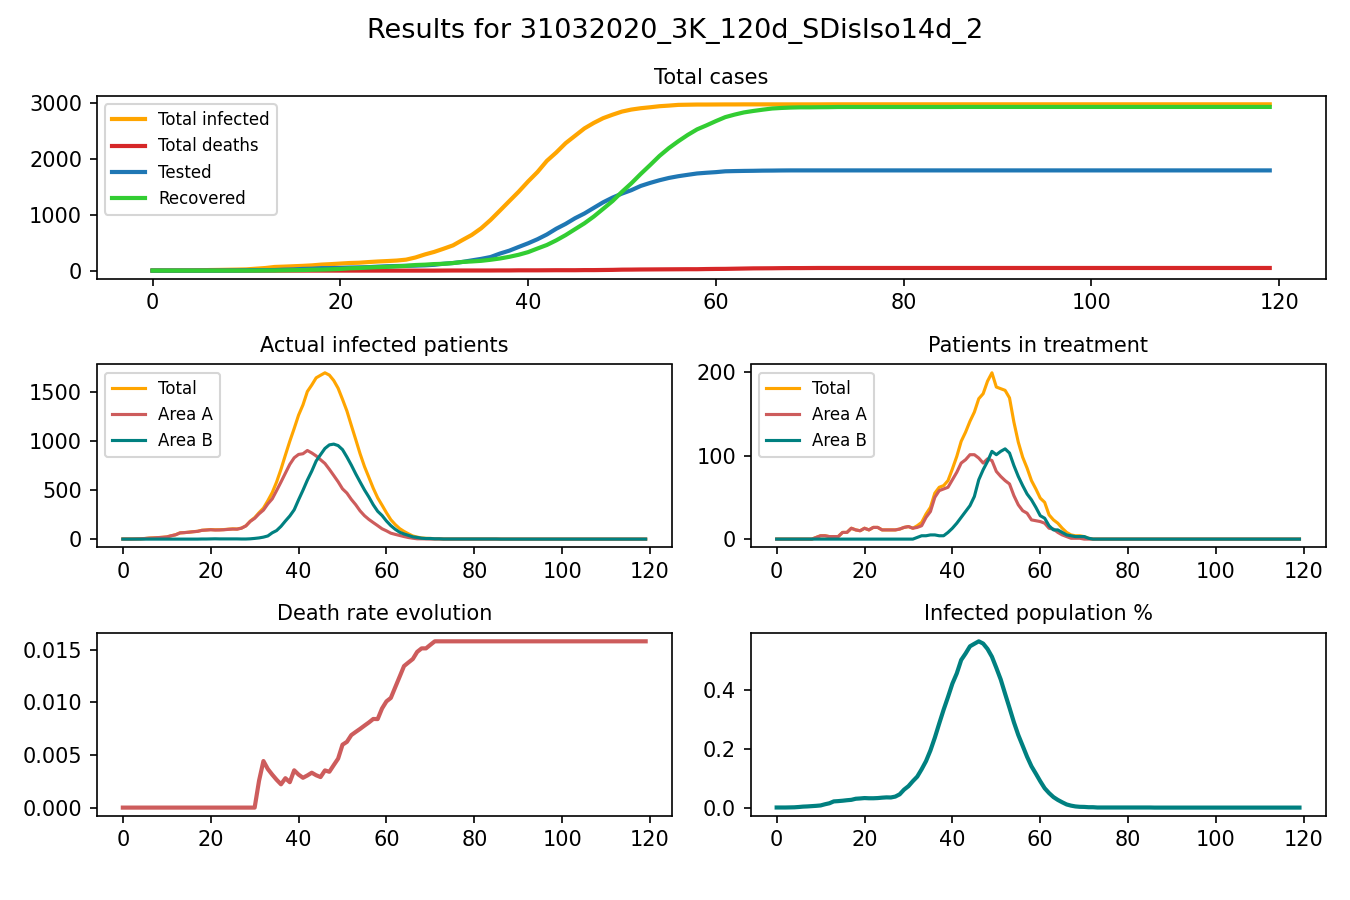 Results for 31032020_3K_120d_SDisIso14d_2
Total cases
3000
2000
1000
0
Total infected
Total deaths
Tested
Recovered
0 20 40 60 80 100 120
Actual infected patients
1500
1000
500
0
Total
Area A
Area B
0 20 40 60 80 100 120
Patients in treatment
200
100
0
Total
Area A
Area B
0 20 40 60 80 100 120
Death rate evolution
0.015
0.010
0.005
0.000
0 20 40 60 80 100 120
Infected population %
0.4
0.2
0.0
0 20 40 60 80 100 120